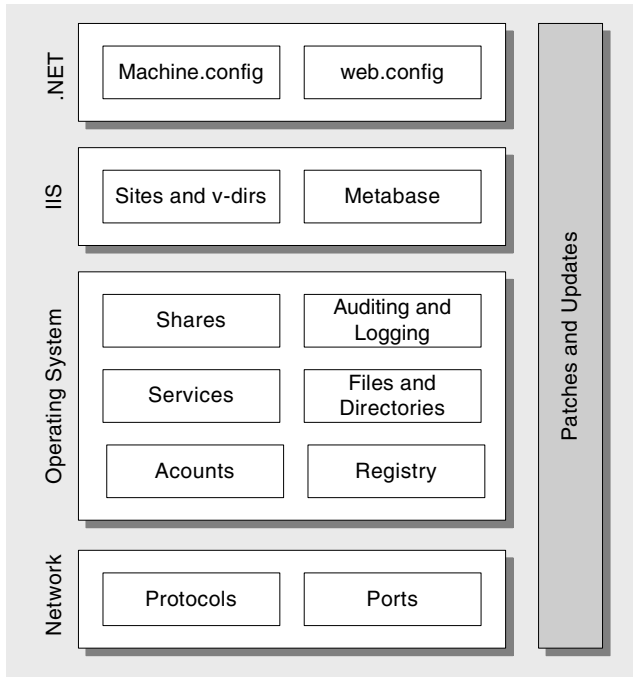 .NET
Machine.config
web.config
IIS
Sites and v-dirs
Metabase
Operating System
Shares
Auditing and
Logging
Services
Files and
Directories
Acounts
Registry
Network
Protocols
Ports
Patches and Updates